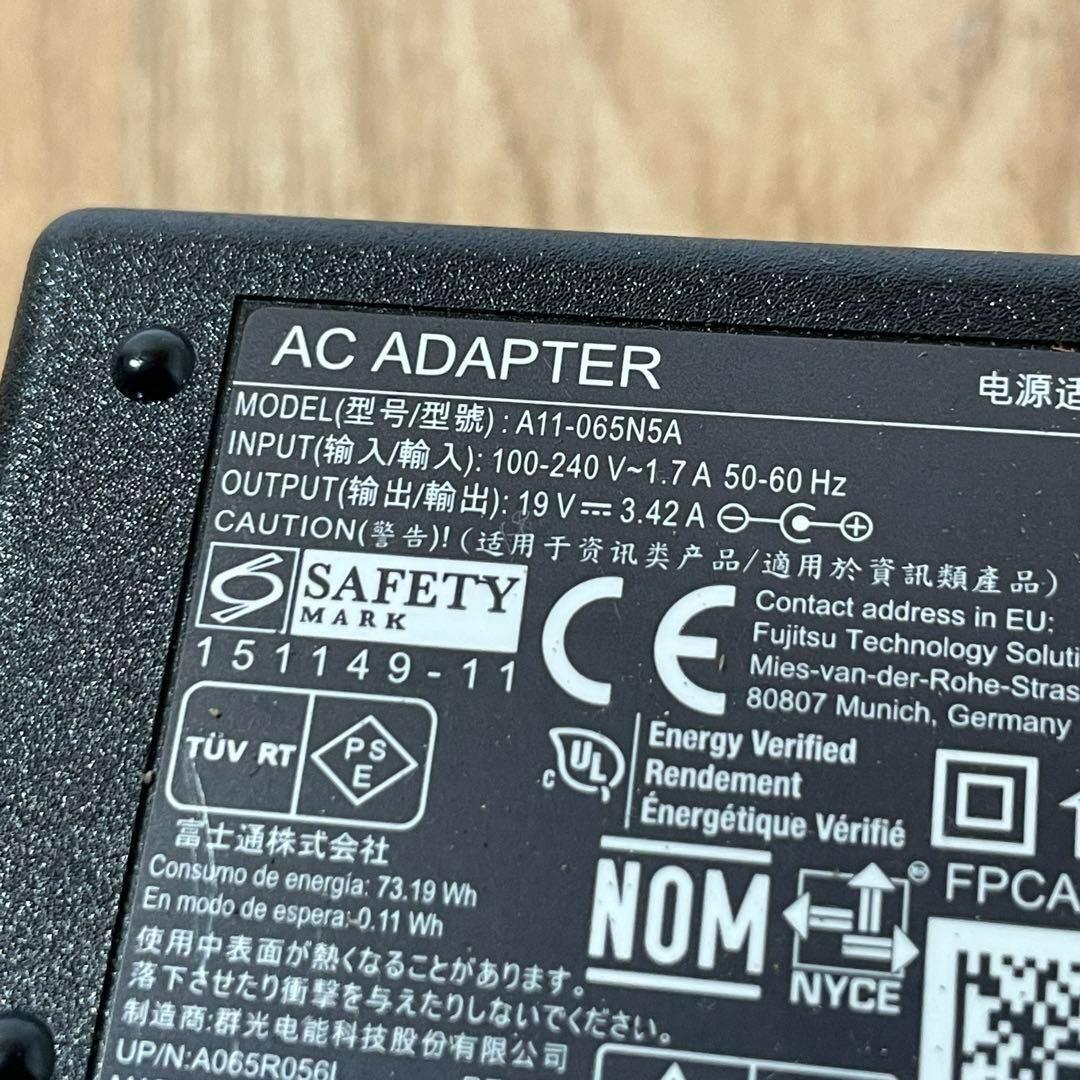 AC ADAPTER
电源适
MODEL(型号/型號) : A11-065N5A
INPUT(输入/輸入): 100-240 V~1.7 A 50-60 Hz
OUTPUT(输出/輸出): 19 V 3.42 A
CAUTION(警告)! (适用于资讯类产品/適用於資訊類產品)
SAFETY
MARK
151149-11
CE
Contact address in EU:
Fujitsu Technology Soluti
Mies-van-der-Rohe-Stras
80807 Munich, Germany
TÜV RT
PS
E
c UL
Energy Verified
Rendement
Énergétique Vérifié
富士通株式会社
Consumo de energía: 73.19 Wh
En modo de espera: 0.11 Wh
NOM
NYCE
FPCA
使用中表面が熱くなることがあります。
落下させたり衝撃を与えたりしないでください。
制造商:群光电能科技股份有限公司
UP/N:A065R056L